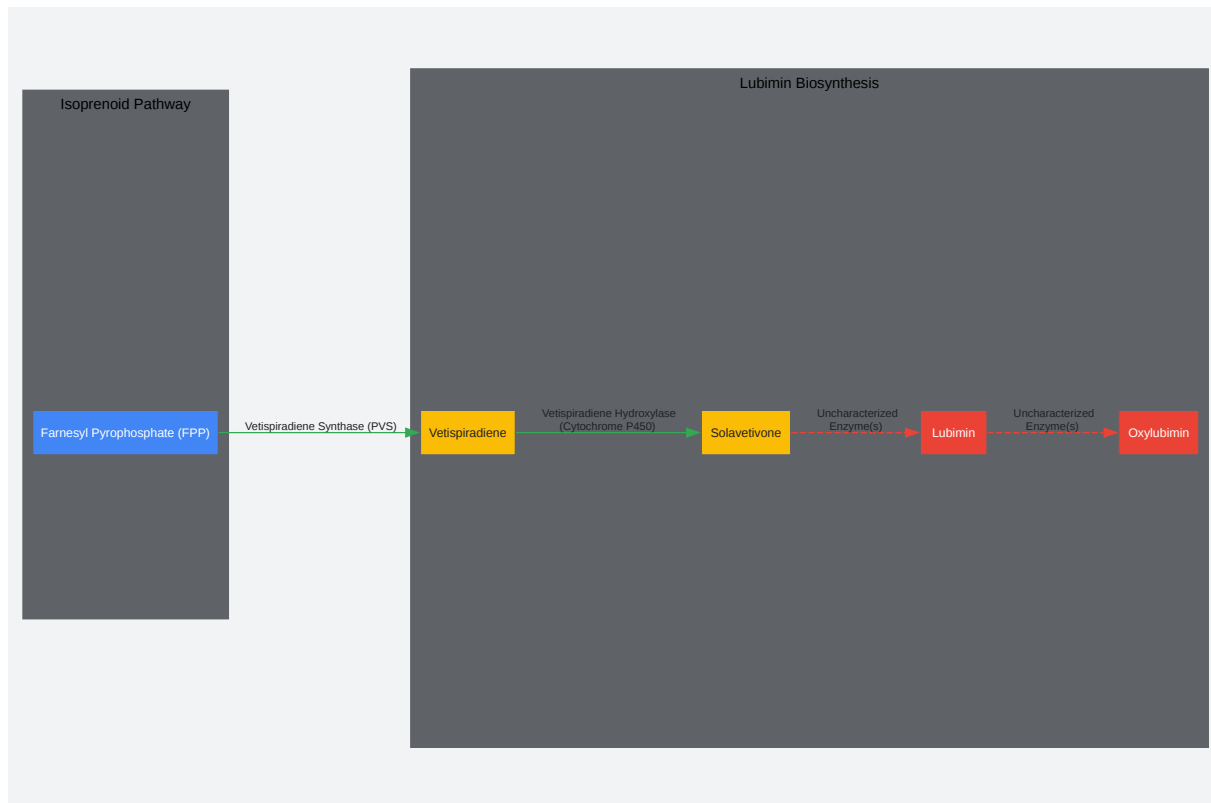 Lubimin Biosynthesis
Isoprenoid Pathway
Farnesyl Pyrophosphate (FPP)
Vetispiradiene Synthase (PVS)
Vetispiradiene
Vetispiradiene Hydroxylase
(Cytochrome P450)
Solavetivone
Uncharacterized
Enzyme(s)
Lubimin
Uncharacterized
Enzyme(s)
Oxylubimin